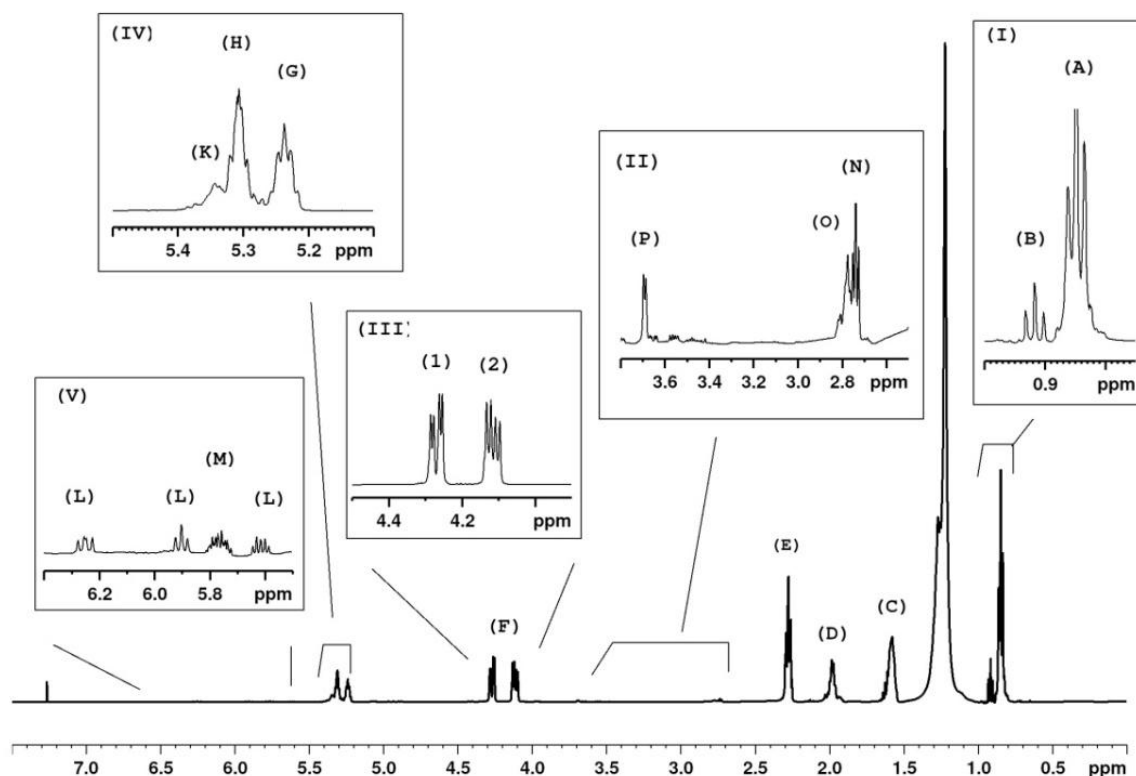 (IV)
(H)
(G)
(K)
5.4 5.3 5.2 ppm
(I)
(A)
(B)
0.9 ppm
(II)
(N)
(O)
(P)
3.6 3.4 3.2 3.0 2.8 ppm
(III)
(1) (2)
4.4 4.2 ppm
(V)
(M)
(L) (L) (L)
6.2 6.0 5.8 ppm
(E)
(C)
(D)
(F)
7.0 6.5 6.0 5.5 5.0 4.5 4.0 3.5 3.0 2.5 2.0 1.5 1.0 0.5 ppm